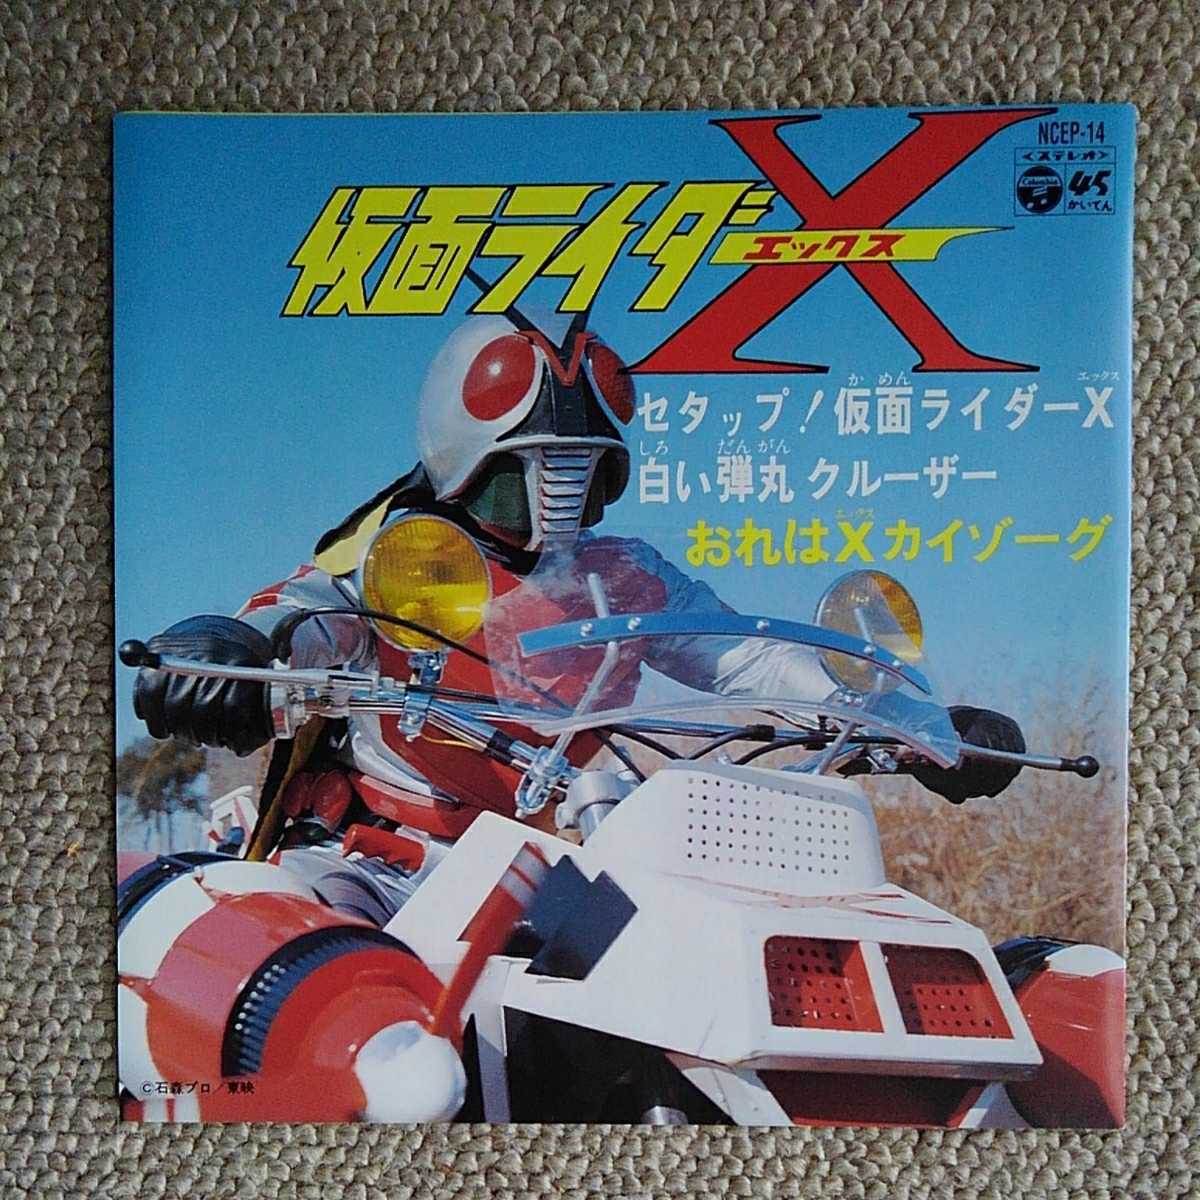 仮面ライダーX
エックス
NCEP-14
<ステレオ>
Columbia
45
かいてん
かめん エックス
セタップ!仮面ライダーX
しろ だんがん
白い弾丸 クルーザー
エックス
おれはXカイゾーグ
©石森プロ/東映